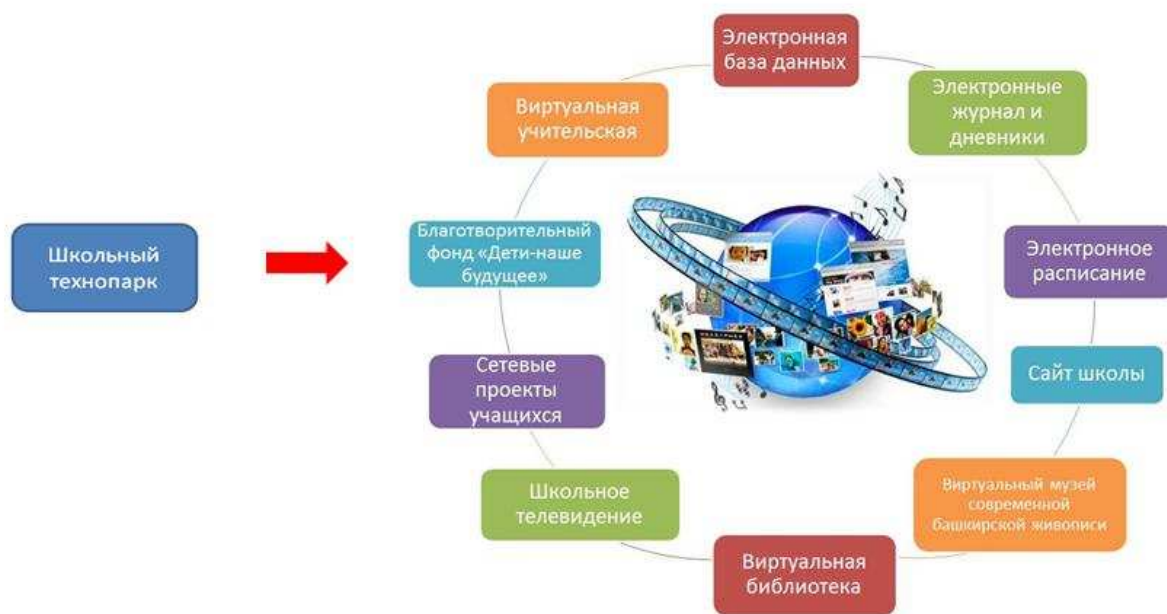 Школьный
технопарк
Электронная
база данных
Электронные
журнал и
дневники
Электронное
расписание
Сайт школы
Виртуальный музей
современной
башкирской живописи
Виртуальная
библиотека
Школьное
телевидение
Сетевые
проекты
учащихся
Благотворительный
фонд «Дети-наше
будущее»
Виртуальная
учительская